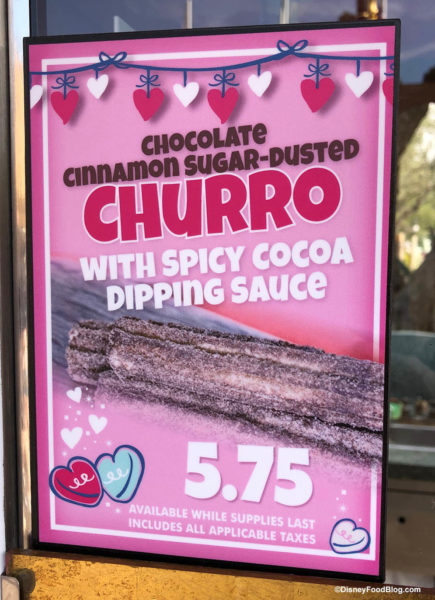 CHOCOLATE
CINNAMON SUGAR-DUSTED
CHURRO
WITH SPICY COCOA
DIPPING SAUCE
5.75
AVAILABLE WHILE SUPPLIES LAST
INCLUDES ALL APPLICABLE TAXES
©DisneyFoodBlog.com